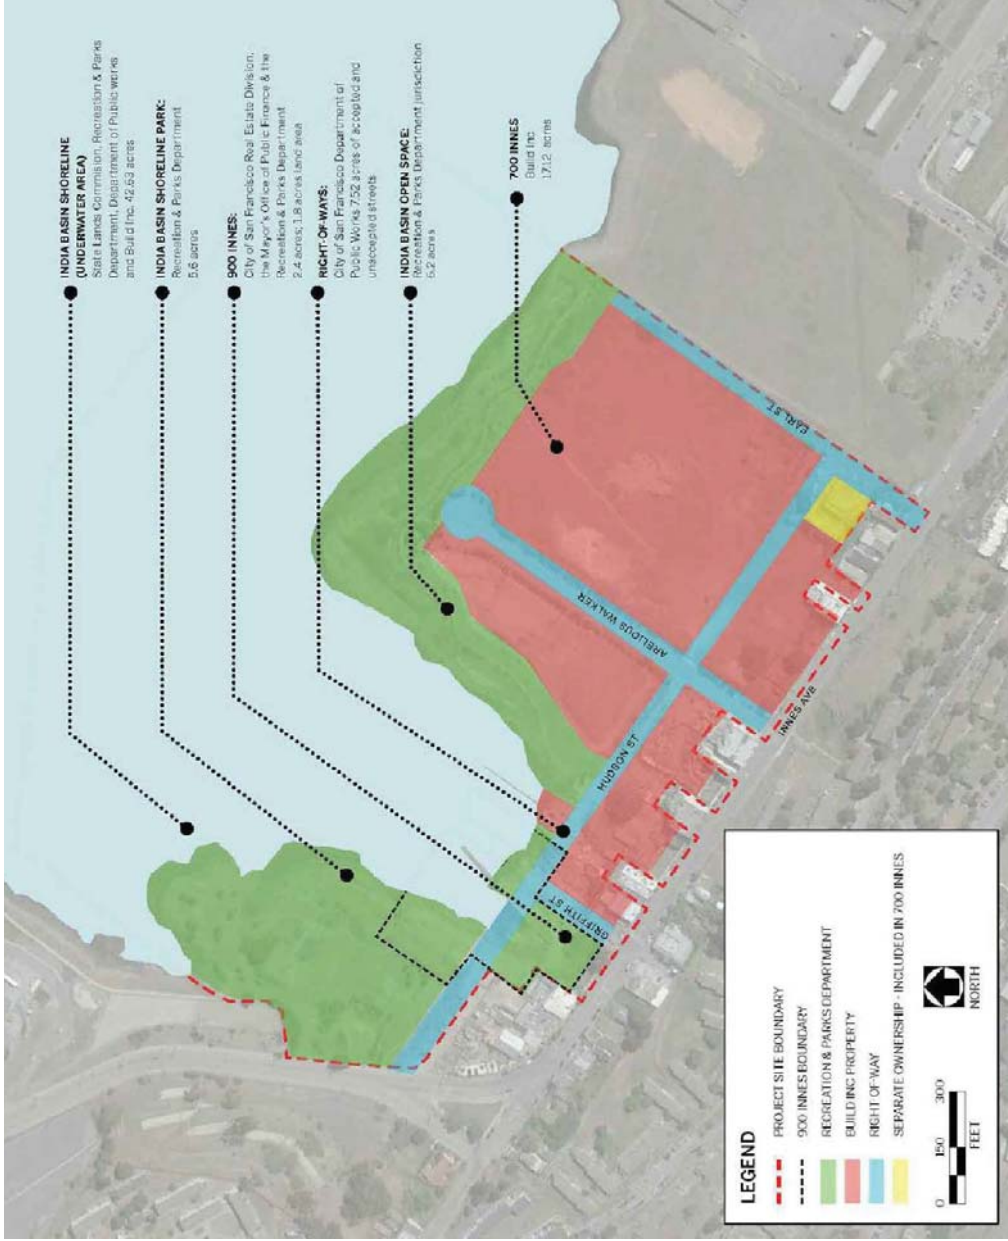 INDIA BASIN SHORELINE
(UNDERWATER AREA)
State Lands Commision, Recreation & Parks
Department, Department of Public works
and Build Inc. 42.63 acres
INDIA BASIN SHORELINE PARK:
Recreation & Parks Department
5.6 acres
900 INNES:
City of San Francisco Real Estate Division,
the Mayor's Office of Public Finance & the
Recreation & Parks Department
2.4 acres; 1.8 acres land area
RIGHT-OF-WAYS:
City of San Francisco Department of
Public Works 7.52 acres of accepted and
unaccepted streets
INDIA BASIN OPEN SPACE:
Recreation & Parks Department jurisdiction
6.2 acres
700 INNES
Build Inc.
17.12 acres
EARL ST.
ARELIOUS WALKER
HUDSON ST
INNES AVE
GRIFFITH ST.
LEGEND
PROJECT SITE BOUNDARY
900 INNES BOUNDARY
RECREATION & PARKS DEPARTMENT
BUILD INC PROPERTY
RIGHT-OF-WAY
SEPARATE OWNERSHIP - INCLUDED IN 700 INNES
0 150 300
FEET
NORTH